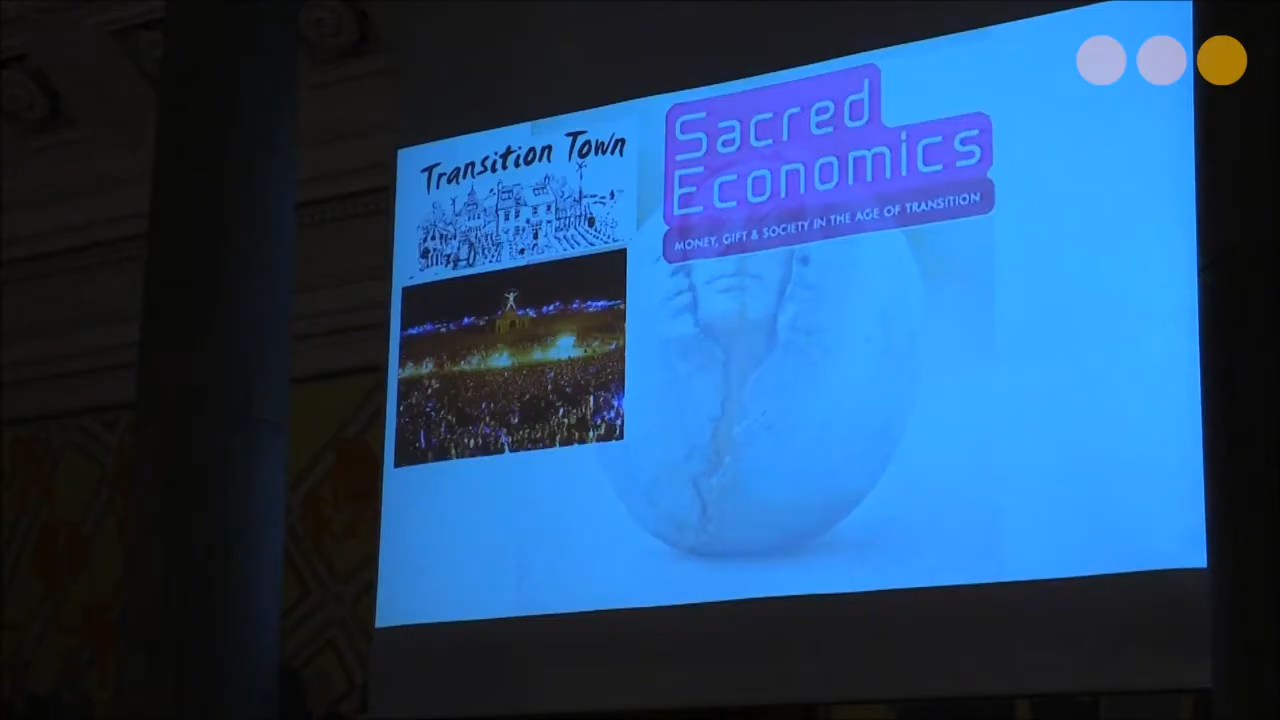 Transition Town
Sacred
Economics
MONEY, GIFT & SOCIETY IN THE AGE OF TRANSITION